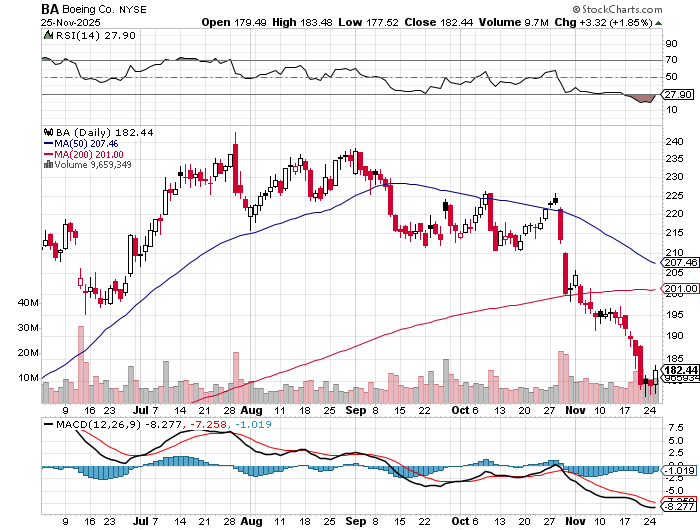 BA Boeing Co. NYSE © StockCharts.com
25-Nov-2025 Open 179.49 High 183.48 Low 177.52 Close 182.44 Volume 9.7M Chg +3.32 (+1.85%)
RSI(14) 27.90
90
70
50
27.90
10
BA (Daily) 182.44
MA(50) 207.46
MA(200) 201.00
Volume 9,659,349
240
235
230
225
220
215
210
207.46
205
201.00
195
190
185
182.44
40M
30M
20M
10M
9 16 23 Jul 7 14 21 28 Aug 11 18 25 Sep 8 15 22 Oct 6 13 20 27 Nov 10 17 24
MACD(12,26,9) -8.277, -7.258, -1.019
7.5
5.0
2.5
0.0
-1.019
-2.5
-5.0
-7.258
-8.277
9 16 23 Jul 7 14 21 28 Aug 11 18 25 Sep 8 15 22 Oct 6 13 20 27 Nov 10 17 24